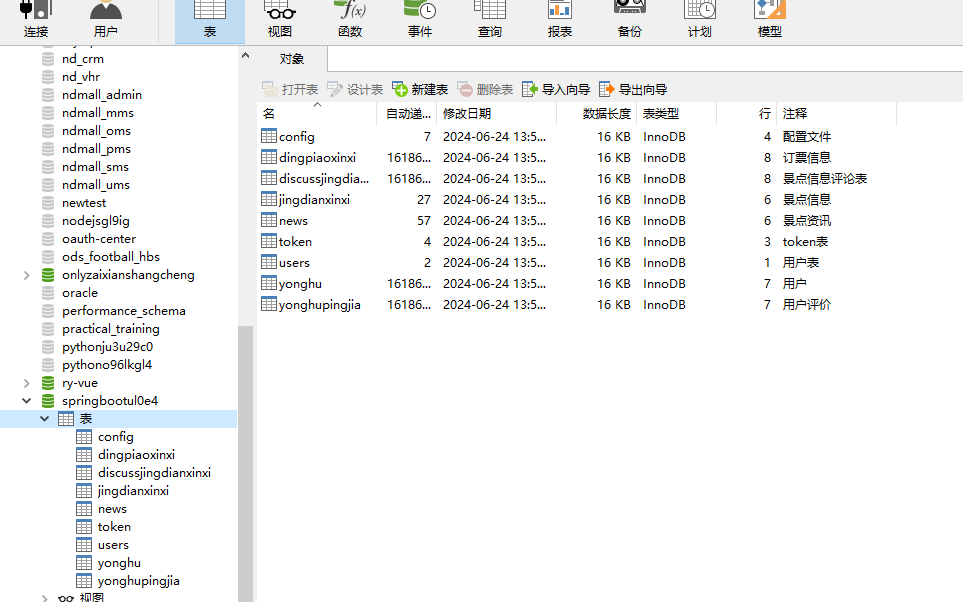 连接 用户 表 视图 函数 事件 查询 报表 备份 计划 模型
nd_crm
nd_vhr
ndmall_admin
ndmall_mms
ndmall_oms
ndmall_pms
ndmall_sms
ndmall_ums
newtest
nodejsgl9ig
oauth-center
ods_football_hbs
onlyzaixianshangcheng
oracle
performance_schema
practical_training
pythonju3u29c0
pythono96lkgl4
ry-vue
springbootul0e4
表
config
dingpiaoxinxi
discussjingdianxinxi
jingdianxinxi
news
token
users
yonghu
yonghupingjia
视图
对象
打开表 设计表 新建表 删除表 导入向导 导出向导
名 自动递... 修改日期 数据长度 表类型 行 注释
config 7 2024-06-24 13:5... 16 KB InnoDB 4 配置文件
dingpiaoxinxi 16186... 2024-06-24 13:5... 16 KB InnoDB 8 订票信息
discussjingdia... 16186... 2024-06-24 13:5... 16 KB InnoDB 8 景点信息评论表
jingdianxinxi 27 2024-06-24 13:5... 16 KB InnoDB 6 景点信息
news 57 2024-06-24 13:5... 16 KB InnoDB 6 景点资讯
token 4 2024-06-24 13:5... 16 KB InnoDB 3 token表
users 2 2024-06-24 13:5... 16 KB InnoDB 1 用户表
yonghu 16186... 2024-06-24 13:5... 16 KB InnoDB 7 用户
yonghupingjia 16186... 2024-06-24 13:5... 16 KB InnoDB 7 用户评价